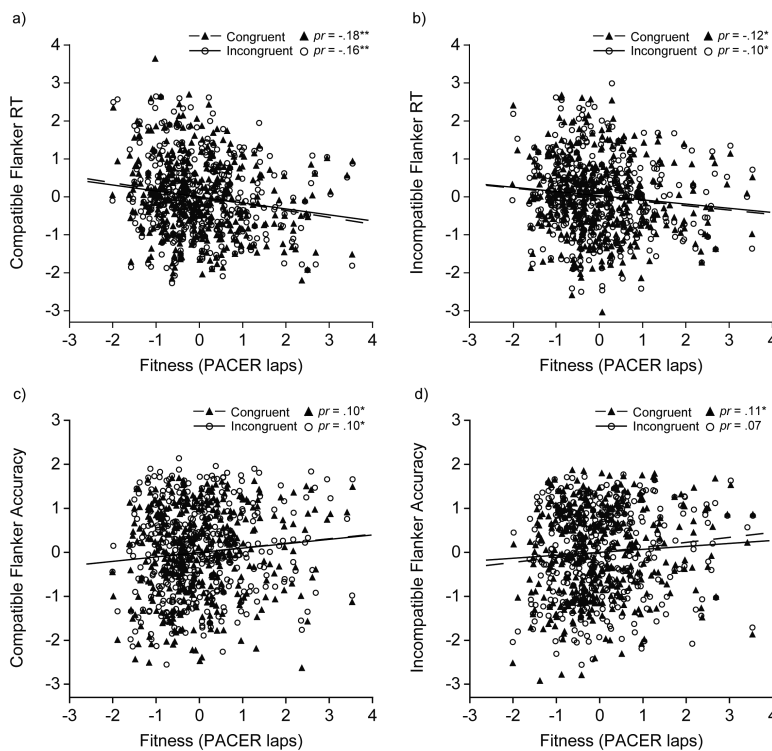 a)
Congruent pr = -.18**
Incongruent pr = -.16**
Compatible Flanker RT
4
3
2
1
0
-1
-2
-3
-3 -2 -1 0 1 2 3 4
Fitness (PACER laps)
b)
Congruent pr = -.12*
Incongruent pr = -.10*
Incompatible Flanker RT
4
3
2
1
0
-1
-2
-3
-3 -2 -1 0 1 2 3 4
Fitness (PACER laps)
c)
Congruent pr = .10*
Incongruent pr = .10*
Compatible Flanker Accuracy
3
2
1
0
-1
-2
-3
-3 -2 -1 0 1 2 3 4
Fitness (PACER laps)
d)
Congruent pr = .11*
Incongruent pr = .07
Incompatible Flanker Accuracy
3
2
1
0
-1
-2
-3
-3 -2 -1 0 1 2 3 4
Fitness (PACER laps)